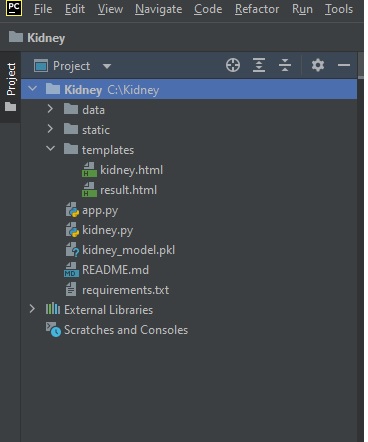 PC File Edit View Navigate Code Refactor Run Tools
Kidney
Project
Project
Kidney C:\Kidney
data
static
templates
kidney.html
result.html
app.py
kidney.py
kidney_model.pkl
README.md
requirements.txt
External Libraries
Scratches and Consoles